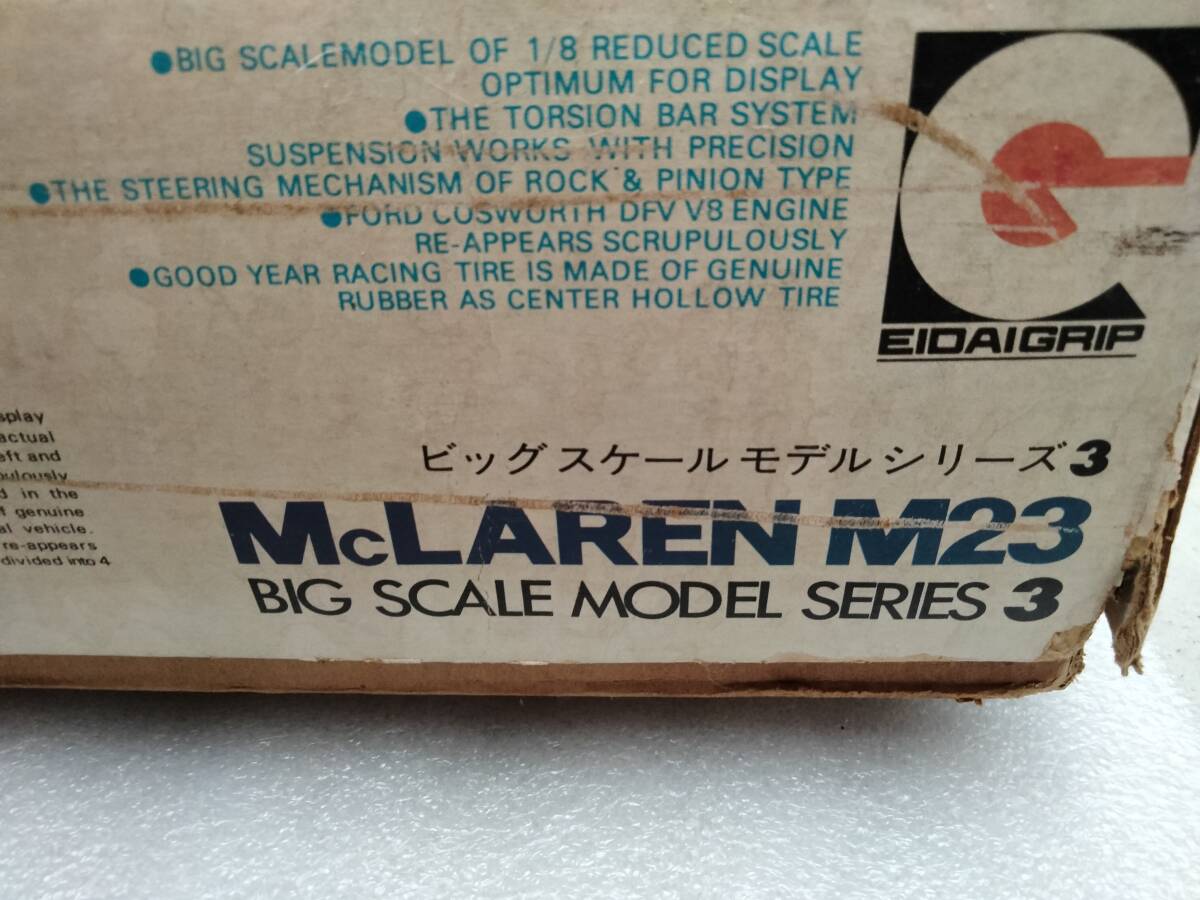 ●BIG SCALEMODEL OF 1/8 REDUCED SCALE
OPTIMUM FOR DISPLAY
●THE TORSION BAR SYSTEM
SUSPENSION WORKS WITH PRECISION
●THE STEERING MECHANISM OF ROCK & PINION TYPE
●FORD COSWORTH DFV V8 ENGINE
RE-APPEARS SCRUPULOUSLY
●GOOD YEAR RACING TIRE IS MADE OF GENUINE
RUBBER AS CENTER HOLLOW TIRE
EIDAIGRIP
splay
actual
eft and
pulously
d in the
f genuine
al vehicle.
re-appears
divided into 4
ビッグスケールモデルシリーズ3
McLAREN M23
BIG SCALE MODEL SERIES 3